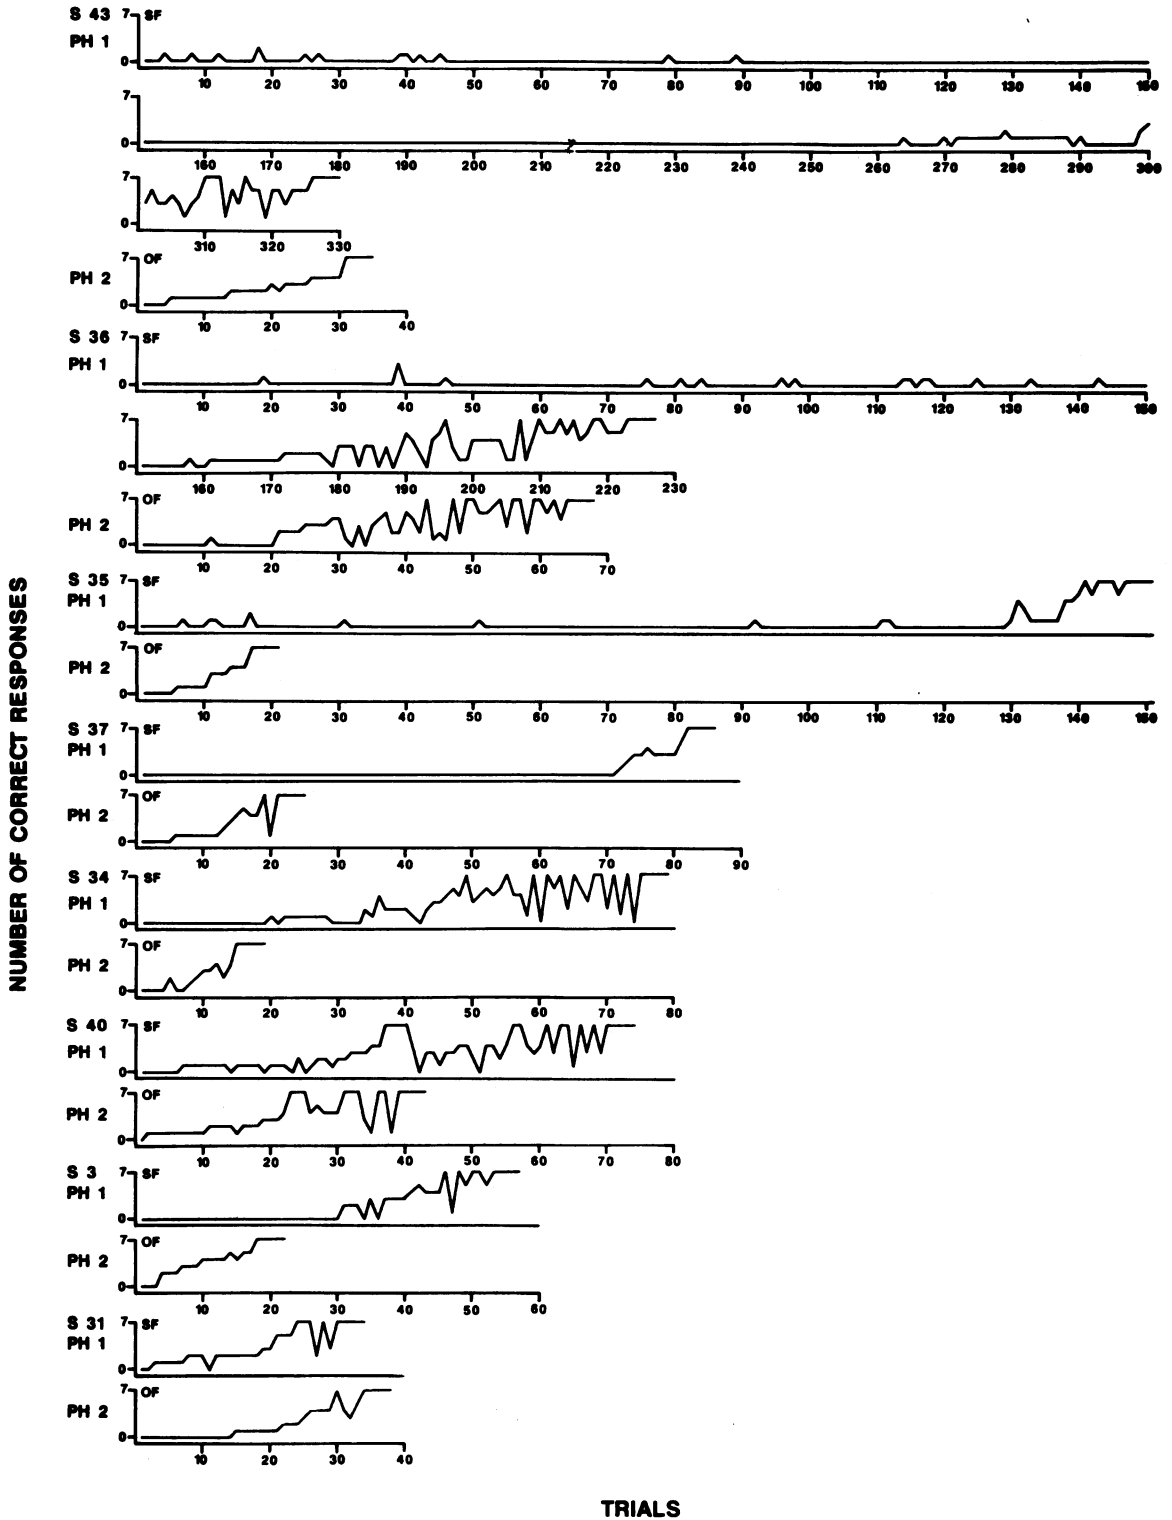 S 43 7 SF
PH 1
0
10 20 30 40 50 60 70 80 90 100 110 120 130 140 150
7
0
160 170 180 190 200 210 220 230 240 250 260 270 280 290 300
7
0
310 320 330
7 OF
PH 2
0
10 20 30 40
S 36 7 SF
PH 1
0
10 20 30 40 50 60 70 80 90 100 110 120 130 140 150
7
0
160 170 180 190 200 210 220 230
7 OF
PH 2
0
10 20 30 40 50 60 70
S 35 7 SF
PH 1
0
7 OF
PH 2
0
10 20 30 40 50 60 70 80 90 100 110 120 130 140 150
S 37 7 SF
PH 1
0
7 OF
PH 2
0
10 20 30 40 50 60 70 80 90
S 34 7 SF
PH 1
0
7 OF
PH 2
0
10 20 30 40 50 60 70 80
S 40 7 SF
PH 1
0
7 OF
PH 2
0
10 20 30 40 50 60 70 80
S 3 7 SF
PH 1
0
7 OF
PH 2
0
10 20 30 40 50 60
S 31 7 SF
PH 1
0
7 OF
PH 2
0
10 20 30 40
NUMBER OF CORRECT RESPONSES
TRIALS